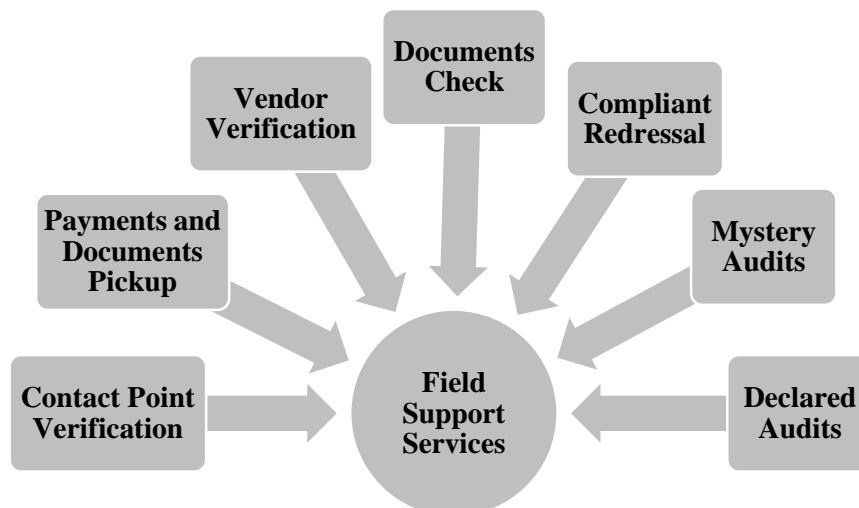 Documents
Check
Vendor
Verification
Compliant
Redressal
Payments and
Documents
Pickup
Mystery
Audits
Contact Point
Verification
Field
Support
Services
Declared
Audits